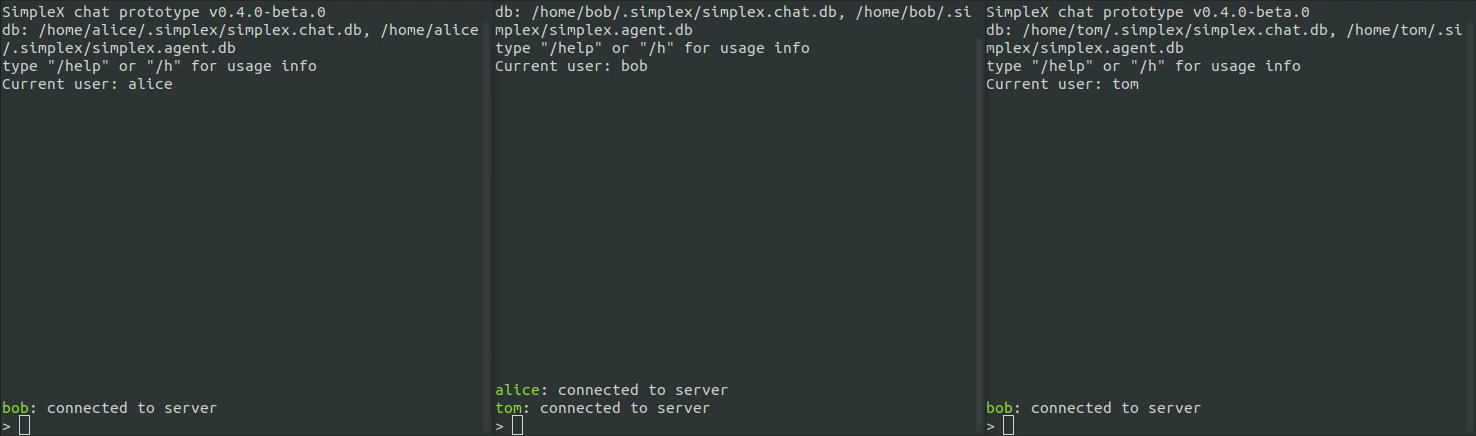 SimpleX chat prototype v0.4.0-beta.0
db: /home/alice/.simplex/simplex.chat.db, /home/alice
/.simplex/simplex.agent.db
type "/help" or "/h" for usage info
Current user: alice
bob: connected to server
>
db: /home/bob/.simplex/simplex.chat.db, /home/bob/.si
mplex/simplex.agent.db
type "/help" or "/h" for usage info
Current user: bob
alice: connected to server
tom: connected to server
>
SimpleX chat prototype v0.4.0-beta.0
db: /home/tom/.simplex/simplex.chat.db, /home/tom/.si
mplex/simplex.agent.db
type "/help" or "/h" for usage info
Current user: tom
bob: connected to server
>